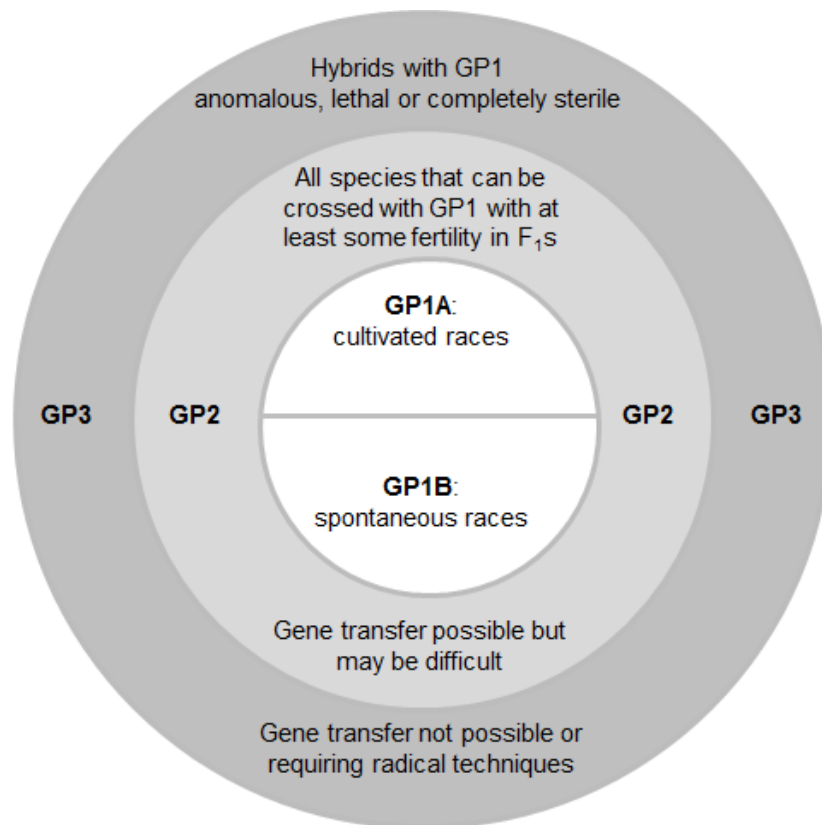 Hybrids with GP1
anomalous, lethal or completely sterile
All species that can be
crossed with GP1 with at
least some fertility in F₁s
GP1A:
cultivated races
GP3
GP2
GP2
GP3
GP1B:
spontaneous races
Gene transfer possible but
may be difficult
Gene transfer not possible or
requiring radical techniques